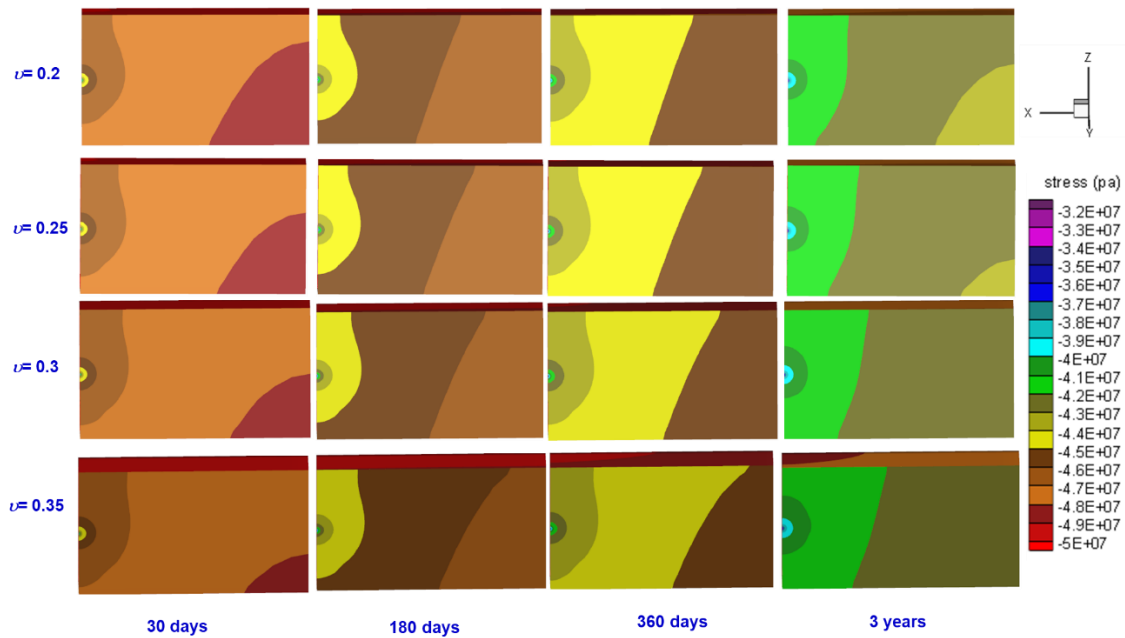 υ= 0.2
υ= 0.25
υ= 0.3
υ= 0.35
30 days
180 days
360 days
3 years
Z
X
Y
stress (pa)
-3.2E+07
-3.3E+07
-3.4E+07
-3.5E+07
-3.6E+07
-3.7E+07
-3.8E+07
-3.9E+07
-4E+07
-4.1E+07
-4.2E+07
-4.3E+07
-4.4E+07
-4.5E+07
-4.6E+07
-4.7E+07
-4.8E+07
-4.9E+07
-5E+07